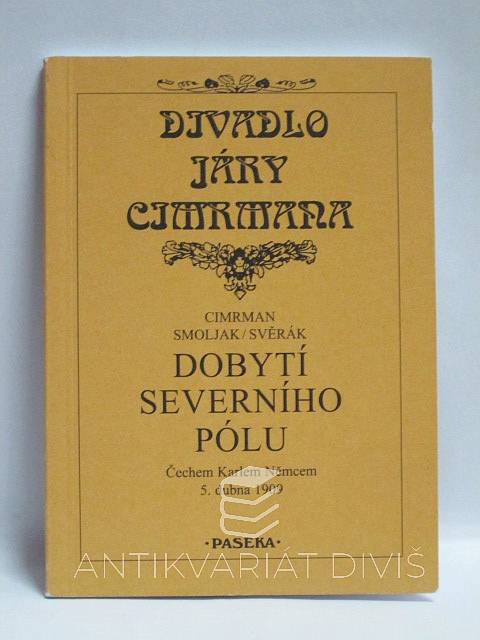 DIVADLO
JÁRY
CIMRMANA
CIMRMAN
SMOLJAK/SVĚRÁK
DOBYTÍ
SEVERNÍHO
PÓLU
Čechem Karlem Němcem
5. dubna 1909
·PASEKA·
ANTIKVARIÁT DIVIŠ